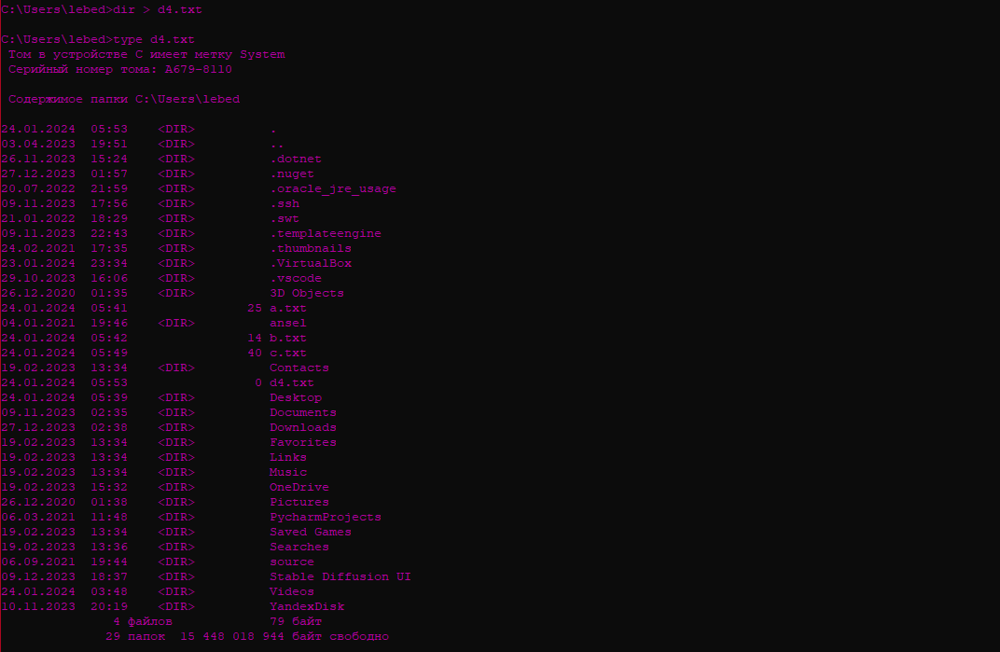 C:\Users\lebed>dir > d4.txt
C:\Users\lebed>type d4.txt
Том в устройстве C имеет метку System
Серийный номер тома: A679-8110
Содержимое папки C:\Users\lebed
24.01.2024  05:53    <DIR>          .
03.04.2023  19:51    <DIR>          ..
26.11.2023  15:24    <DIR>          .dotnet
27.12.2023  01:57    <DIR>          .nuget
20.07.2022  21:59    <DIR>          .oracle_jre_usage
09.11.2023  17:56    <DIR>          .ssh
21.01.2022  18:29    <DIR>          .swt
09.11.2023  22:43    <DIR>          .templateengine
24.02.2021  17:35    <DIR>          .thumbnails
23.01.2024  23:34    <DIR>          .VirtualBox
29.10.2023  16:06    <DIR>          .vscode
26.12.2020  01:35    <DIR>          3D Objects
24.01.2024  05:41                25 a.txt
04.01.2021  19:46    <DIR>          ansel
24.01.2024  05:42                14 b.txt
24.01.2024  05:49                40 c.txt
19.02.2023  13:34    <DIR>          Contacts
24.01.2024  05:53                 0 d4.txt
24.01.2024  05:39    <DIR>          Desktop
09.11.2023  02:35    <DIR>          Documents
27.12.2023  02:38    <DIR>          Downloads
19.02.2023  13:34    <DIR>          Favorites
19.02.2023  13:34    <DIR>          Links
19.02.2023  13:34    <DIR>          Music
19.02.2023  15:32    <DIR>          OneDrive
26.12.2020  01:38    <DIR>          Pictures
06.03.2021  11:48    <DIR>          PycharmProjects
19.02.2023  13:34    <DIR>          Saved Games
19.02.2023  13:36    <DIR>          Searches
06.09.2021  19:44    <DIR>          source
09.12.2023  18:37    <DIR>          Stable Diffusion UI
24.01.2024  03:48    <DIR>          Videos
10.11.2023  20:19    <DIR>          YandexDisk
4 файлов             79 байт
29 папок  15 448 018 944 байт свободно